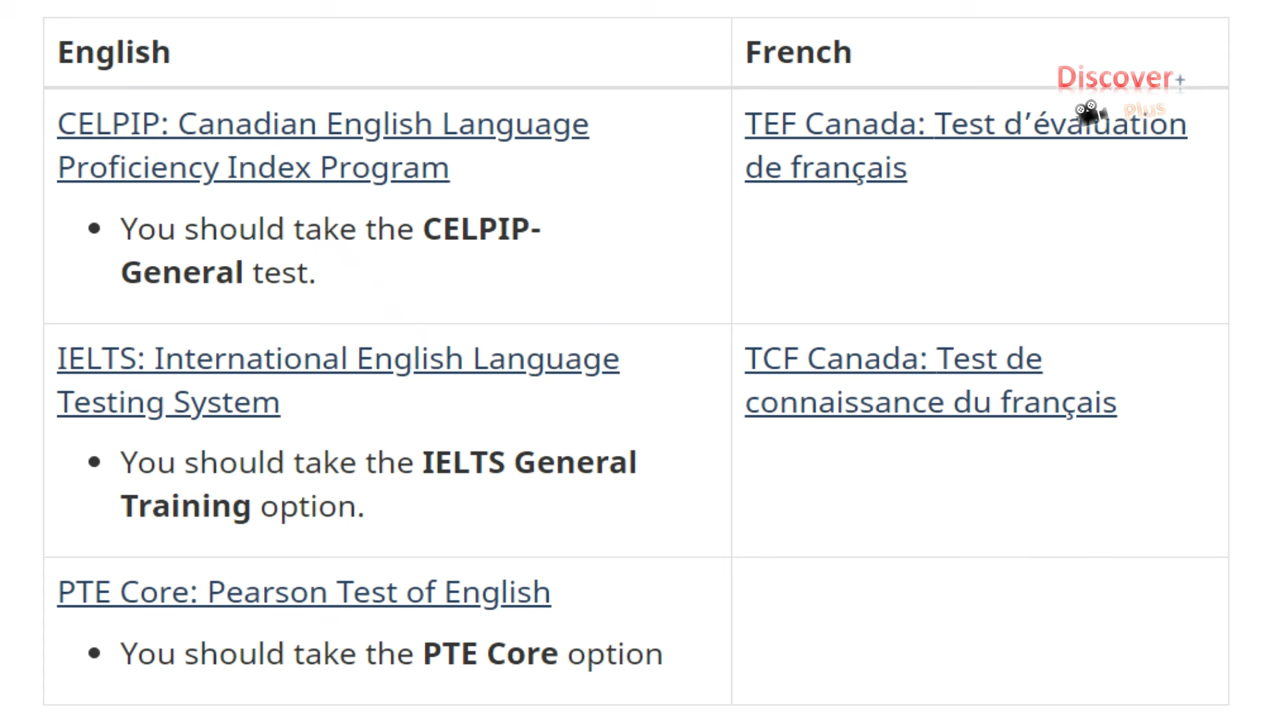 English
French
Discover+
plus
CELPIP: Canadian English Language
Proficiency Index Program
TEF Canada: Test d’évaluation
de français
You should take the CELPIP-
General test.
IELTS: International English Language
Testing System
TCF Canada: Test de
connaissance du français
You should take the IELTS General
Training option.
PTE Core: Pearson Test of English
You should take the PTE Core option